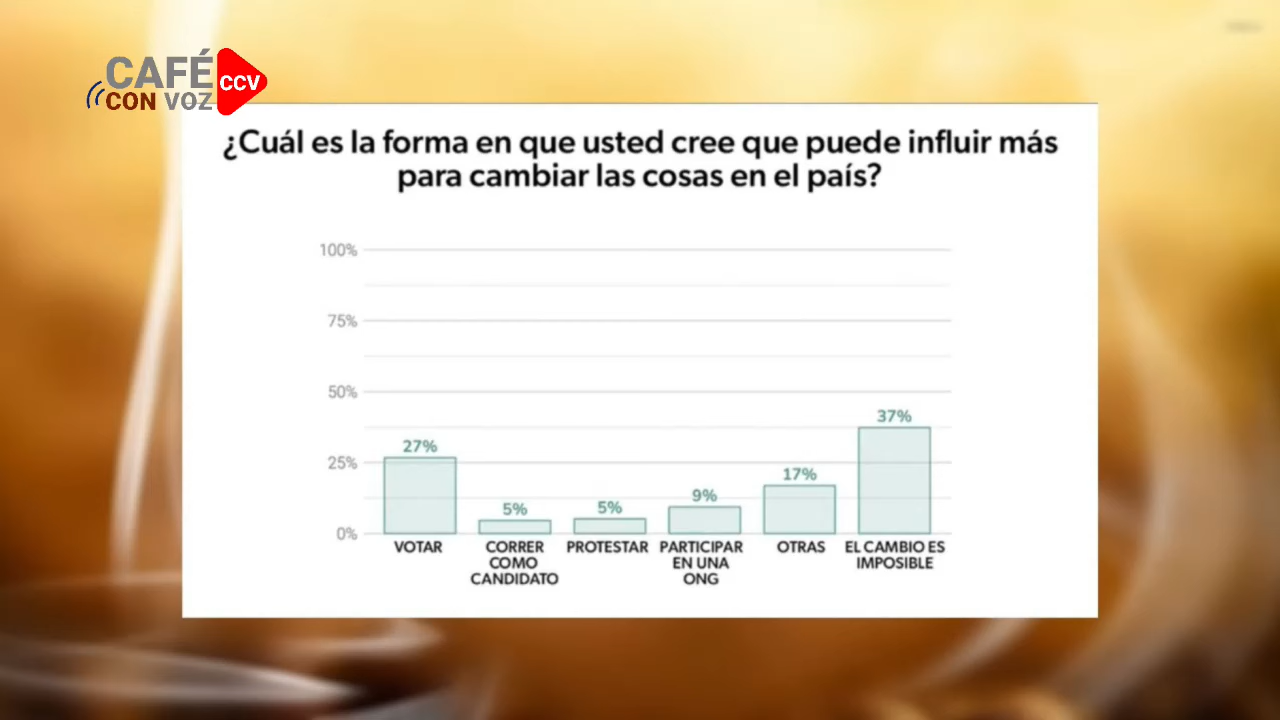 CAFÉ
CON VOZ
CCV
¿Cuál es la forma en que usted cree que puede influir más
para cambiar las cosas en el país?
100%
75%
50%
25%
0%
27%
5%
5%
9%
17%
37%
VOTAR
CORRER
COMO
CANDIDATO
PROTESTAR
PARTICIPAR
EN UNA
ONG
OTRAS
EL CAMBIO ES
IMPOSIBLE